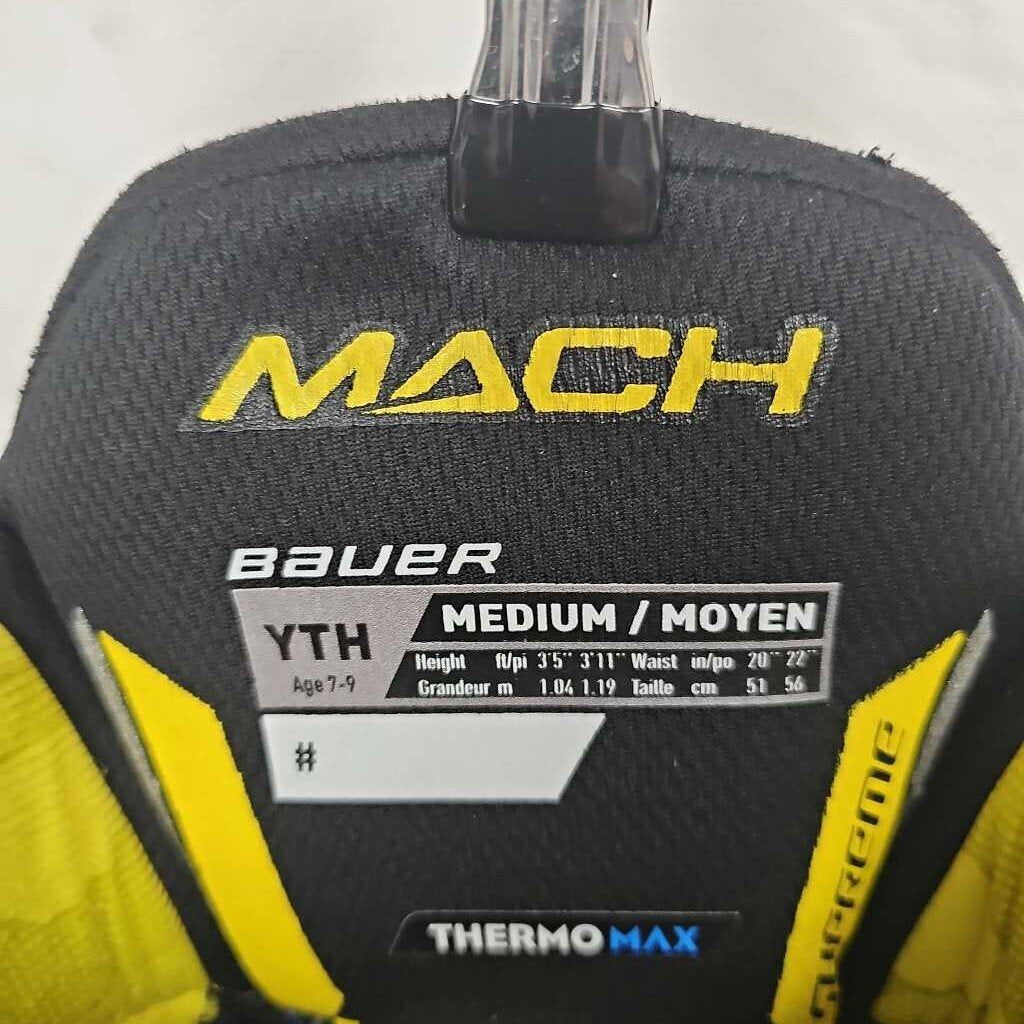 MACH
BAUER
YTH
Age 7-9
MEDIUM / MOYEN
Height ft/pi 3'5'' 3'11'' Waist in/po 20'' 22''
Grandeur m 1.04 1.19 Taille cm 51 56
#
SUPREME
THERMOMAX